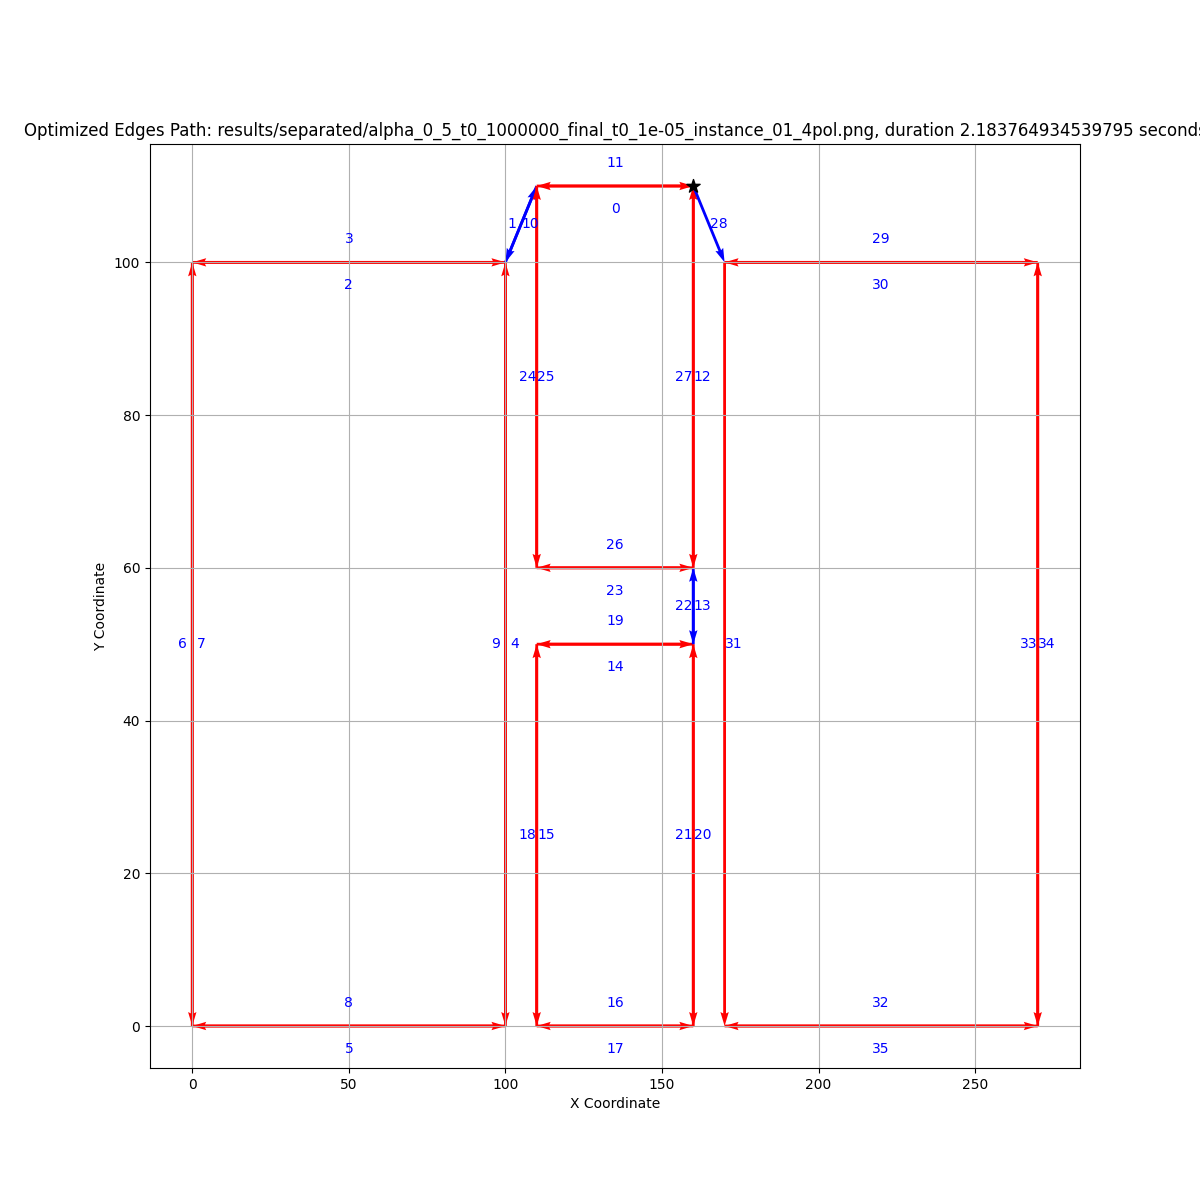 Optimized Edges Path: results/separated/alpha_0_5_t0_1000000_final_t0_1e-05_instance_01_4pol.png, duration 2.183764934539795 seconds
11
0
1 10 28
3 29
2 30
100
24 25 27 12
80
26
60
23
22 13
19
6 7 9 4 31 33 34
14
40
18 15 21 20
20
8 16 32
0
5 17 35
0 50 100 150 200 250
X Coordinate
Y Coordinate